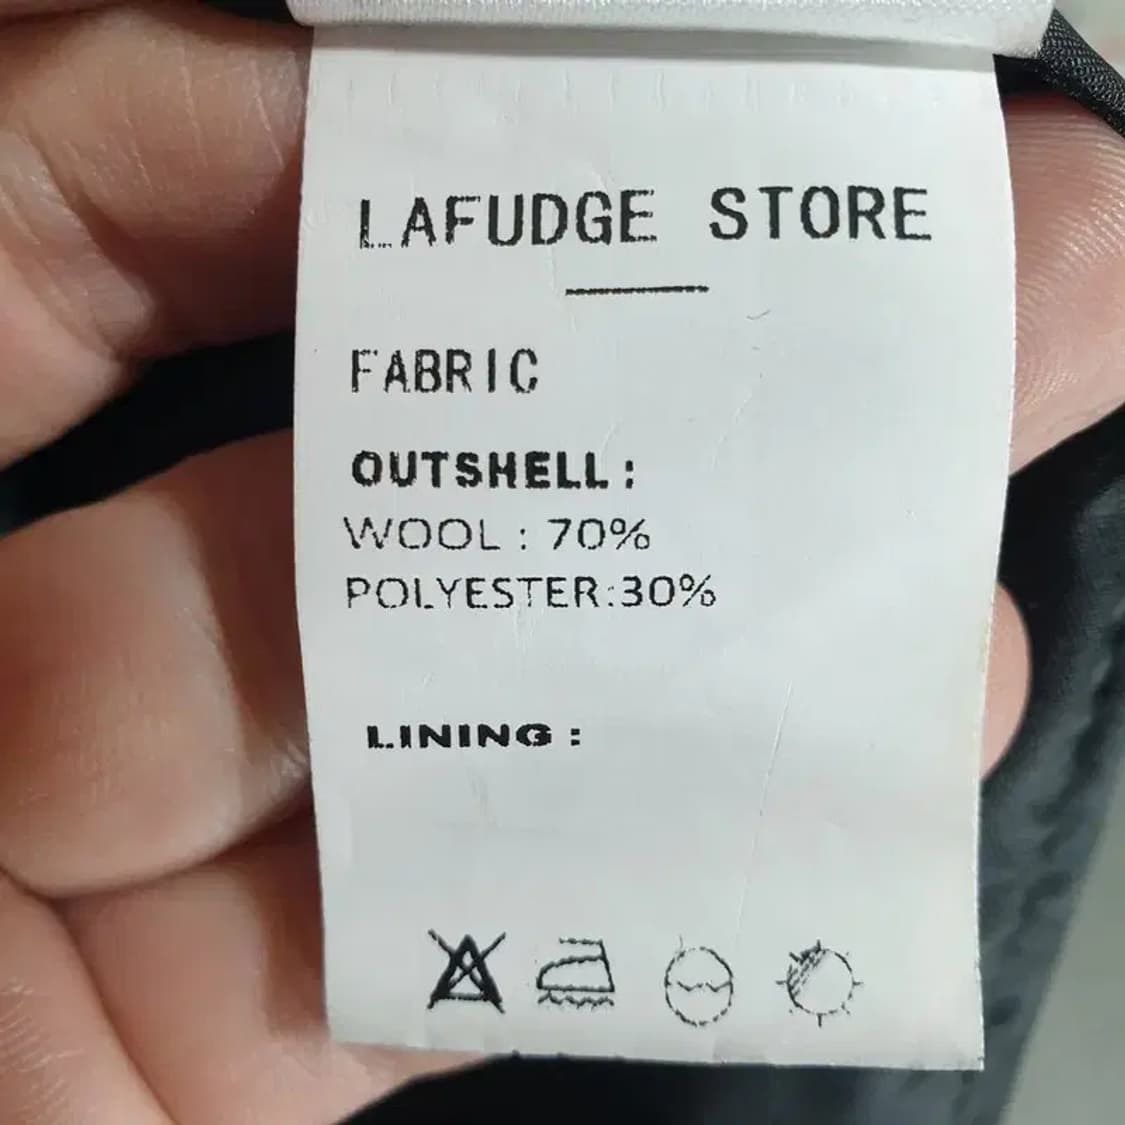 LAFUDGE STORE
FABRIC
OUTSHELL:
WOOL: 70%
POLYESTER:30%
LINING: